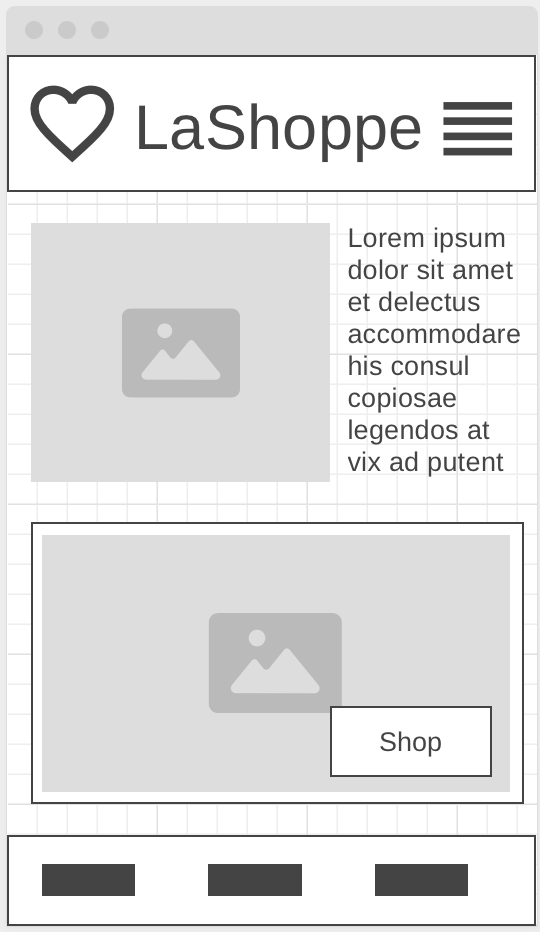 LaShoppe
Lorem ipsum
dolor sit amet
et delectus
accommodare
his consul
copiosae
legendos at
vix ad putent
Shop